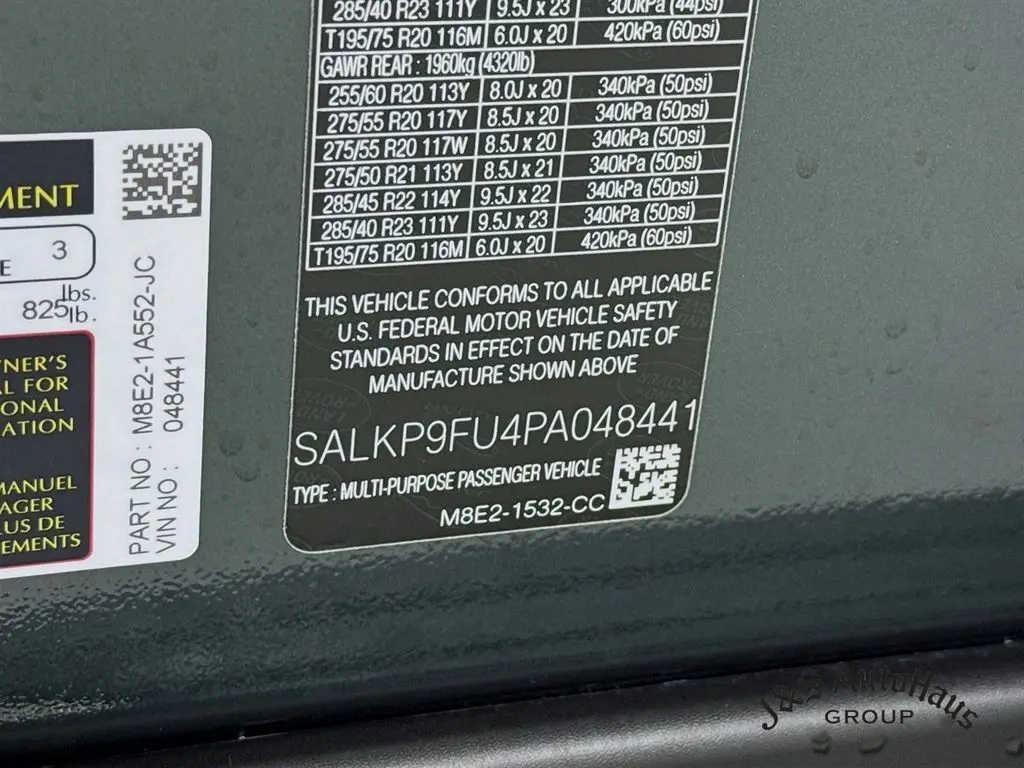 285/40 R23 111Y 9.5J x 23 300kPa (44psi)
T195/75 R20 116M 6.0J x 20 420kPa (60psi)
GAWR REAR : 1960kg (4320lb)
255/60 R20 113Y 8.0J x 20 340kPa (50psi)
275/55 R20 117Y 8.5J x 20 340kPa (50psi)
275/55 R20 117W 8.5J x 20 340kPa (50psi)
275/50 R21 113Y 8.5J x 21 340kPa (50psi)
285/45 R22 114Y 9.5J x 22 340kPa (50psi)
285/40 R23 111Y 9.5J x 23 340kPa (50psi)
T195/75 R20 116M 6.0J x 20 420kPa (60psi)
THIS VEHICLE CONFORMS TO ALL APPLICABLE
U.S. FEDERAL MOTOR VEHICLE SAFETY
STANDARDS IN EFFECT ON THE DATE OF
MANUFACTURE SHOWN ABOVE
SALKP9FU4PA048441
TYPE : MULTI-PURPOSE PASSENGER VEHICLE
M8E2-1532-CC
MENT
E 3
825 lbs.
lb.
NER'S
AL FOR
ONAL
ATION
MANUEL
AGER
LUS DE
EMENTS
PART NO : M8E2-1A552-JC
VIN NO : 048441
J&S AutoHaus
GROUP